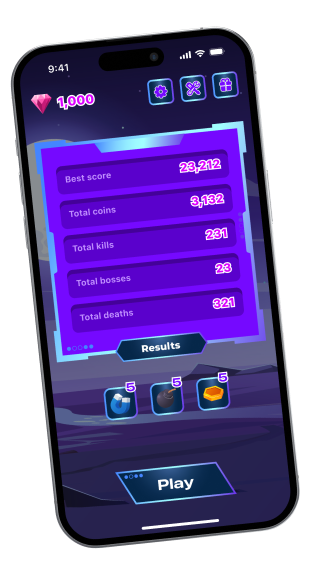 9:41
1,000
Best score 23,212
Total coins 3,132
Total kills 231
Total bosses 23
Total deaths 321
Results
5 5 5
Play